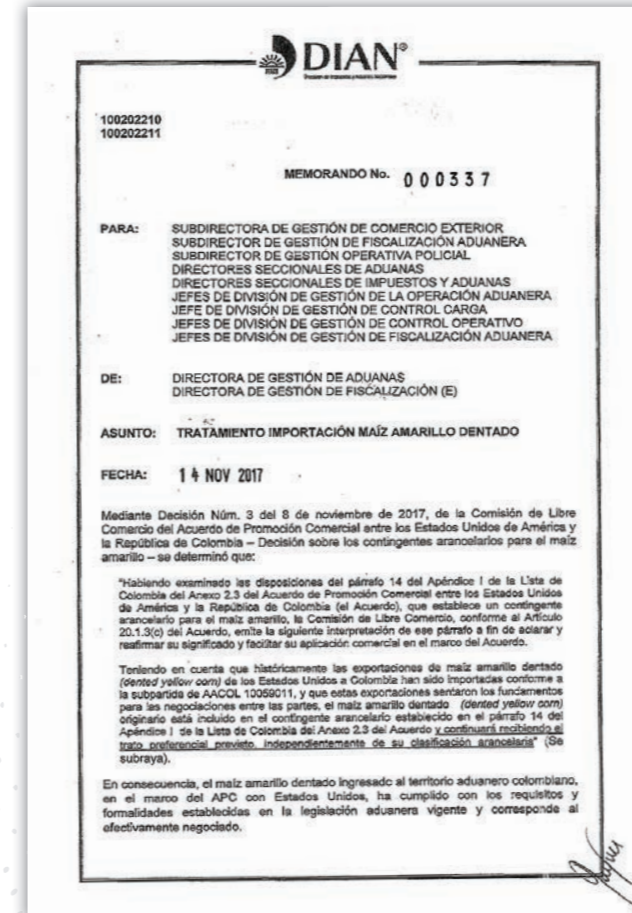 DIAN®
100202210
100202211
MEMORANDO No. 000337
PARA: SUBDIRECTORA DE GESTIÓN DE COMERCIO EXTERIOR
SUBDIRECTOR DE GESTIÓN DE FISCALIZACIÓN ADUANERA
SUBDIRECTOR DE GESTIÓN OPERATIVA POLICIAL
DIRECTORES SECCIONALES DE ADUANAS
DIRECTORES SECCIONALES DE IMPUESTOS Y ADUANAS
JEFES DE DIVISIÓN DE GESTIÓN DE LA OPERACIÓN ADUANERA
JEFE DE DIVISIÓN DE GESTIÓN DE CONTROL CARGA
JEFES DE DIVISIÓN DE GESTIÓN DE CONTROL OPERATIVO
JEFES DE DIVISIÓN DE GESTIÓN DE FISCALIZACIÓN ADUANERA
DE: DIRECTORA DE GESTIÓN DE ADUANAS
DIRECTORA DE GESTIÓN DE FISCALIZACIÓN (E)
ASUNTO: TRATAMIENTO IMPORTACIÓN MAÍZ AMARILLO DENTADO
FECHA: 14 NOV 2017
Mediante Decisión Núm. 3 del 8 de noviembre de 2017, de la Comisión de Libre
Comercio del Acuerdo de Promoción Comercial entre los Estados Unidos de América y
la República de Colombia – Decisión sobre los contingentes arancelarios para el maíz
amarillo – se determinó que:
"Habiendo examinado las disposiciones del párrafo 14 del Apéndice I de la Lista de
Colombia del Anexo 2.3 del Acuerdo de Promoción Comercial entre los Estados Unidos
de América y la República de Colombia (el Acuerdo), que establece un contingente
arancelario para el maíz amarillo, la Comisión de Libre Comercio, conforme al Artículo
20.1.3(c) del Acuerdo, emite la siguiente interpretación de ese párrafo a fin de aclarar y
reafirmar su significado y facilitar su aplicación comercial en el marco del Acuerdo.
Teniendo en cuenta que históricamente las exportaciones de maíz amarillo dentado
(dented yellow corn) de los Estados Unidos a Colombia han sido importadas conforme a
la subpartida de AACOL 10059011, y que estas exportaciones sentaron los fundamentos
para las negociaciones entre las partes, el maíz amarillo dentado (dented yellow corn)
originario está incluido en el contingente arancelario establecido en el párrafo 14 del
Apéndice I de la Lista de Colombia del Anexo 2.3 del Acuerdo y continuará recibiendo el
trato preferencial previsto, independientemente de su clasificación arancelaria" (Se
subraya).
En consecuencia, el maíz amarillo dentado ingresado al territorio aduanero colombiano,
en el marco del APC con Estados Unidos, ha cumplido con los requisitos y
formalidades establecidas en la legislación aduanera vigente y corresponde al
efectivamente negociado.